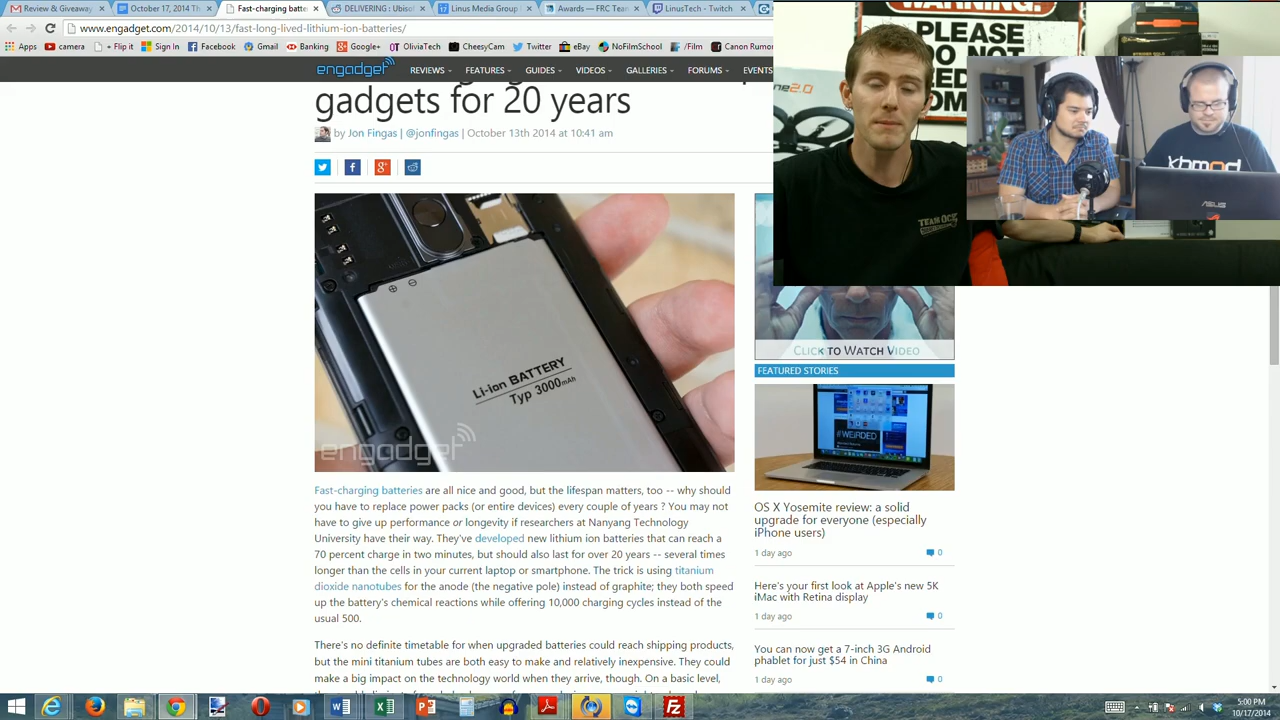 Review & Giveaway
October 17, 2014 Th
Fast-charging batte
DELIVERING : Ubisof
Linus Media Group
Awards — FRC Team
LinusTech - Twitch
www.engadget.com/2014/10/13/fast-long-lived-lithium-
batteries/
Apps
camera
+ Flip it
Sign In
Facebook
Gmail
Banking
Google+
OliviaTech
EasyCam
Twitter
eBay
NoFilmSchool
/Film
Canon Rumor
engadget
REVIEWS
FEATURES
GUIDES
VIDEOS
GALLERIES
FORUMS
EVENTS
gadgets for 20 years
by Jon Fingas | @jonfingas | October 13th 2014 at 10:41 am
WARNING!
PLEASE
DO NOT
ne2.0
TEAM OCK
xbmod
ASUS
Li-ion BATTERY
Typ 3000mAh
engadget
CLICK TO WATCH VIDEO
FEATURED STORIES
#WEIRDED
Fast-charging batteries are all nice and good, but the lifespan matters, too -- why should
you have to replace power packs (or entire devices) every couple of years ? You may not
have to give up performance or longevity if researchers at Nanyang Technology
University have their way. They've developed new lithium ion batteries that can reach a
70 percent charge in two minutes, but should also last for over 20 years -- several times
longer than the cells in your current laptop or smartphone. The trick is using titanium
dioxide nanotubes for the anode (the negative pole) instead of graphite; they both speed
up the battery's chemical reactions while offering 10,000 charging cycles instead of the
usual 500.
There's no definite timetable for when upgraded batteries could reach shipping products,
but the mini titanium tubes are both easy to make and relatively inexpensive. They could
make a big impact on the technology world when they arrive, though. On a basic level,
OS X Yosemite review: a solid
upgrade for everyone (especially
iPhone users)
1 day ago
0
Here's your first look at Apple's new 5K
iMac with Retina display
1 day ago
0
You can now get a 7-inch 3G Android
phablet for just $54 in China
1 day ago
0
5:00 PM
10/17/2014